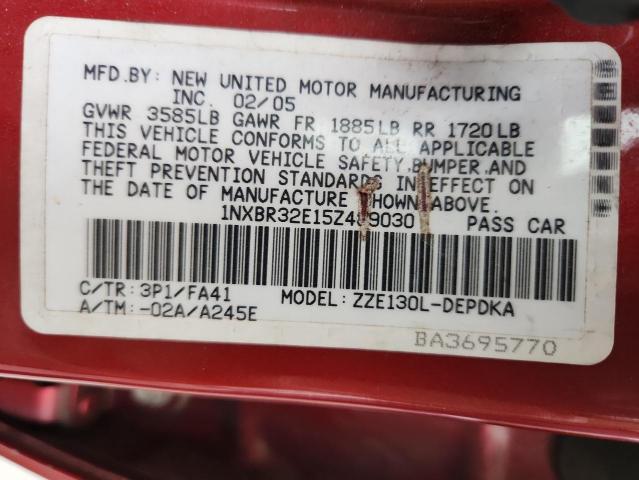 MFD.BY: NEW UNITED MOTOR MANUFACTURING
INC. 02/05
GVWR 3585LB GAWR FR 1885LB RR 1720LB
THIS VEHICLE CONFORMS TO ALL APPLICABLE
FEDERAL MOTOR VEHICLE SAFETY,BUMPER,AND
THEFT PREVENTION STANDARDS IN EFFECT ON
THE DATE OF MANUFACTURE SHOWN ABOVE.
1NXBR32E15Z489030 PASS CAR
C/TR: 3P1/FA41 MODEL: ZZE130L-DEPDKA
A/TM: -02A/A245E
BA3695770